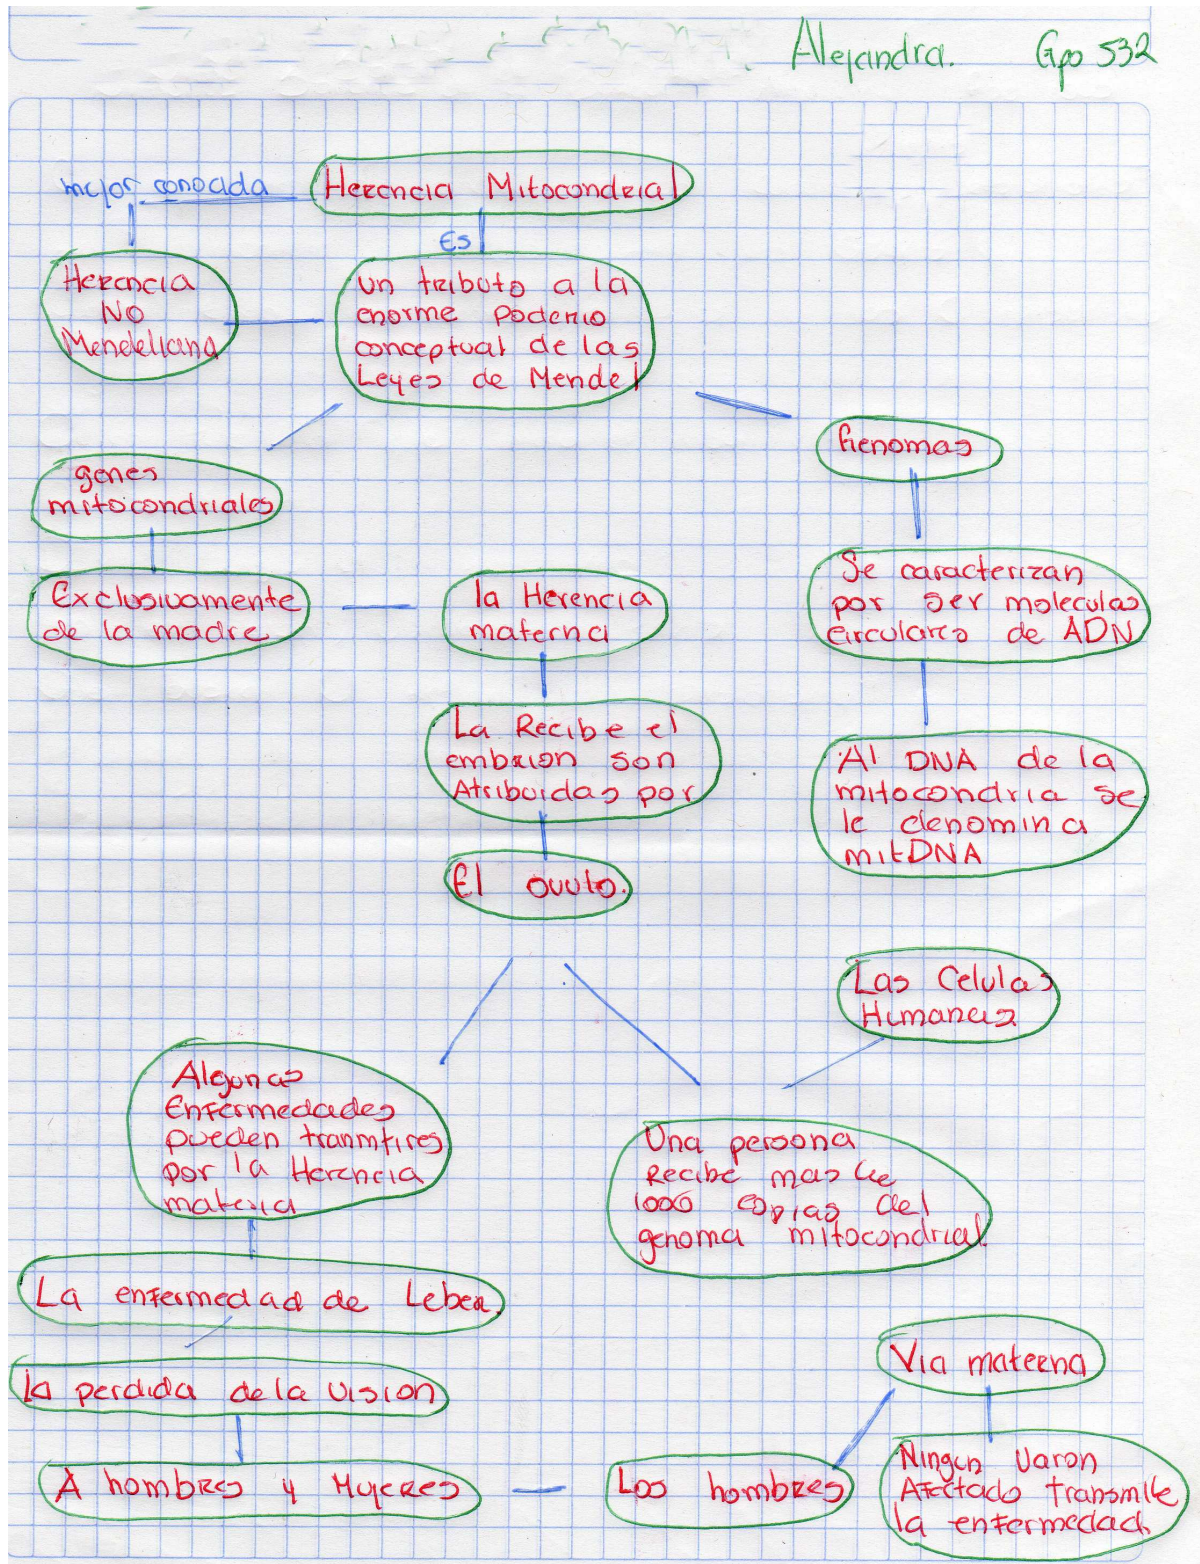 Alejandra. Gpo 532
mejor conocida
Herencia Mitocondrial
Es
Herencia
NO
Mendeliana
un tributo a la
enorme Poderio
conceptual de las
Leyes de Mendel
Genomas
genes
mitocondriales
Exclusivamente
de la madre
la Herencia
materna
Se caracterizan
por ser moleculas
circulares de ADN
La Recibe el
embrion son
Atribuidas por
Al DNA de la
mitocondria se
le denomina
mitDNA
El ovulo.
Las Celulas
Humanas
Algunas
Enfermedades
pueden tranmtires
por la Herencia
materia
Una persona
Recibe mas de
1000 copias del
genoma mitocondrial
La enfermedad de Leber.
la perdida de la vision
Via materna
A hombres y Mujeres
Los hombres
Ningun Varon
Afectado transmite
la enfermedad.